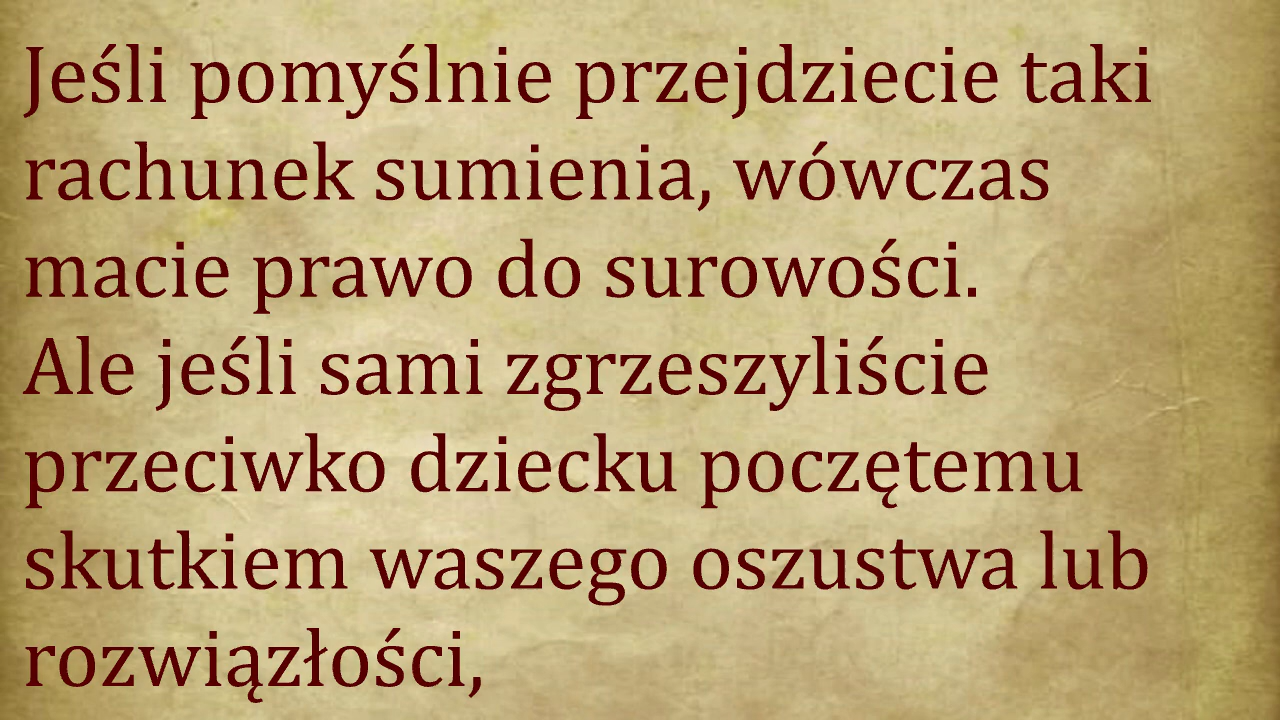 Jeśli pomyślnie przejdziecie taki
rachunek sumienia, wówczas
macie prawo do surowości.
Ale jeśli sami zgrzeszyliście
przeciwko dziecku poczętemu
skutkiem waszego oszustwa lub
rozwiązłości,